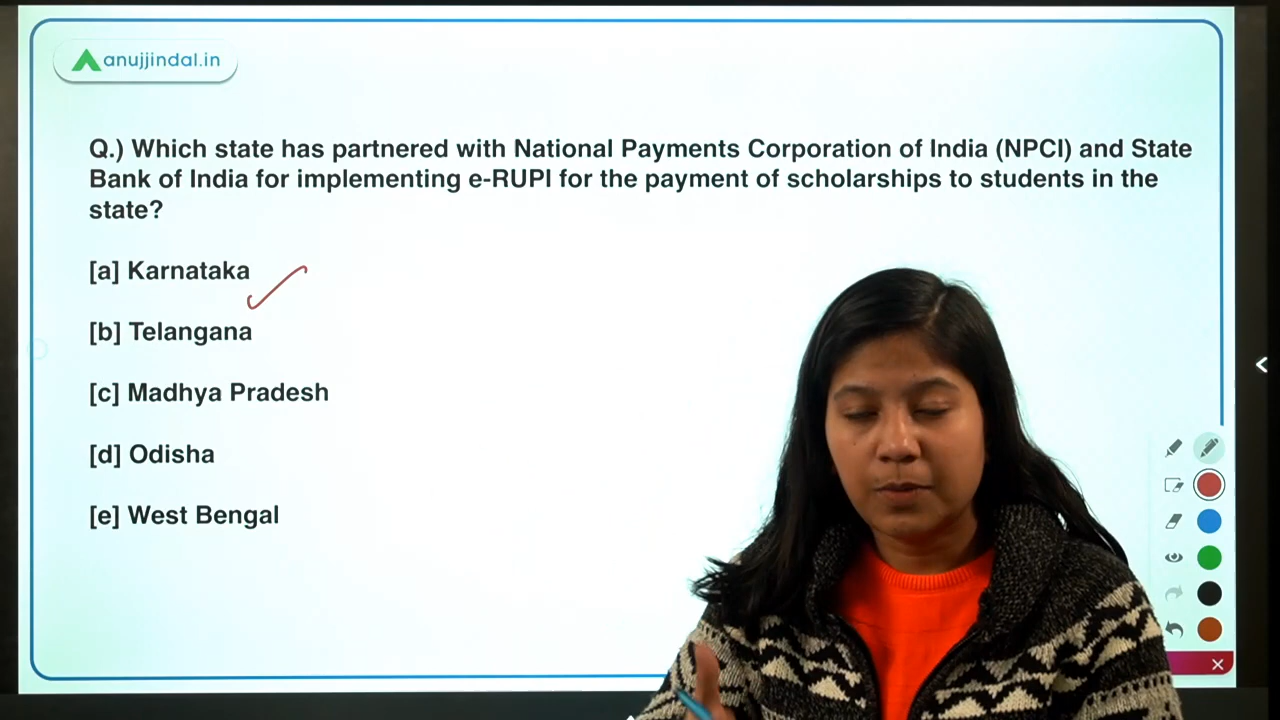 anujjindal.in
Q.) Which state has partnered with National Payments Corporation of India (NPCI) and State
Bank of India for implementing e-RUPI for the payment of scholarships to students in the
state?
[a] Karnataka
[b] Telangana
[c] Madhya Pradesh
[d] Odisha
[e] West Bengal